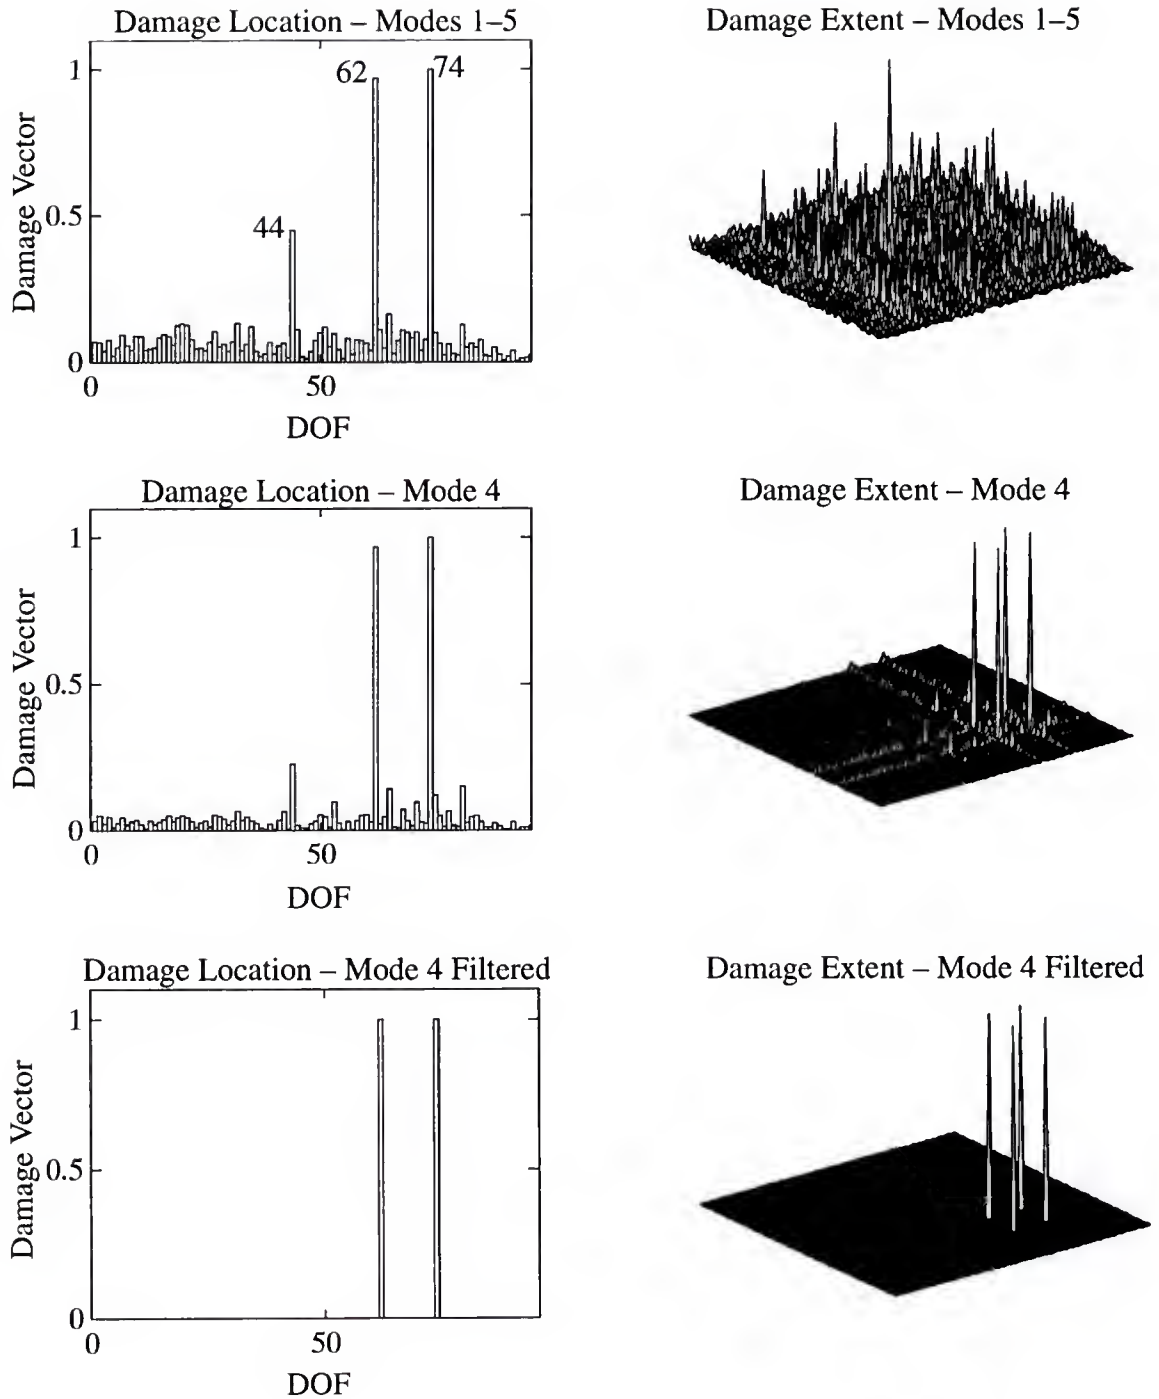 Damage Location – Modes 1–5
Damage Extent – Modes 1–5
Damage Vector
1
0.5
0
44
62
74
0
50
DOF
Damage Location – Mode 4
Damage Extent – Mode 4
Damage Vector
1
0.5
0
0
50
DOF
Damage Location – Mode 4 Filtered
Damage Extent – Mode 4 Filtered
Damage Vector
1
0.5
0
0
50
DOF